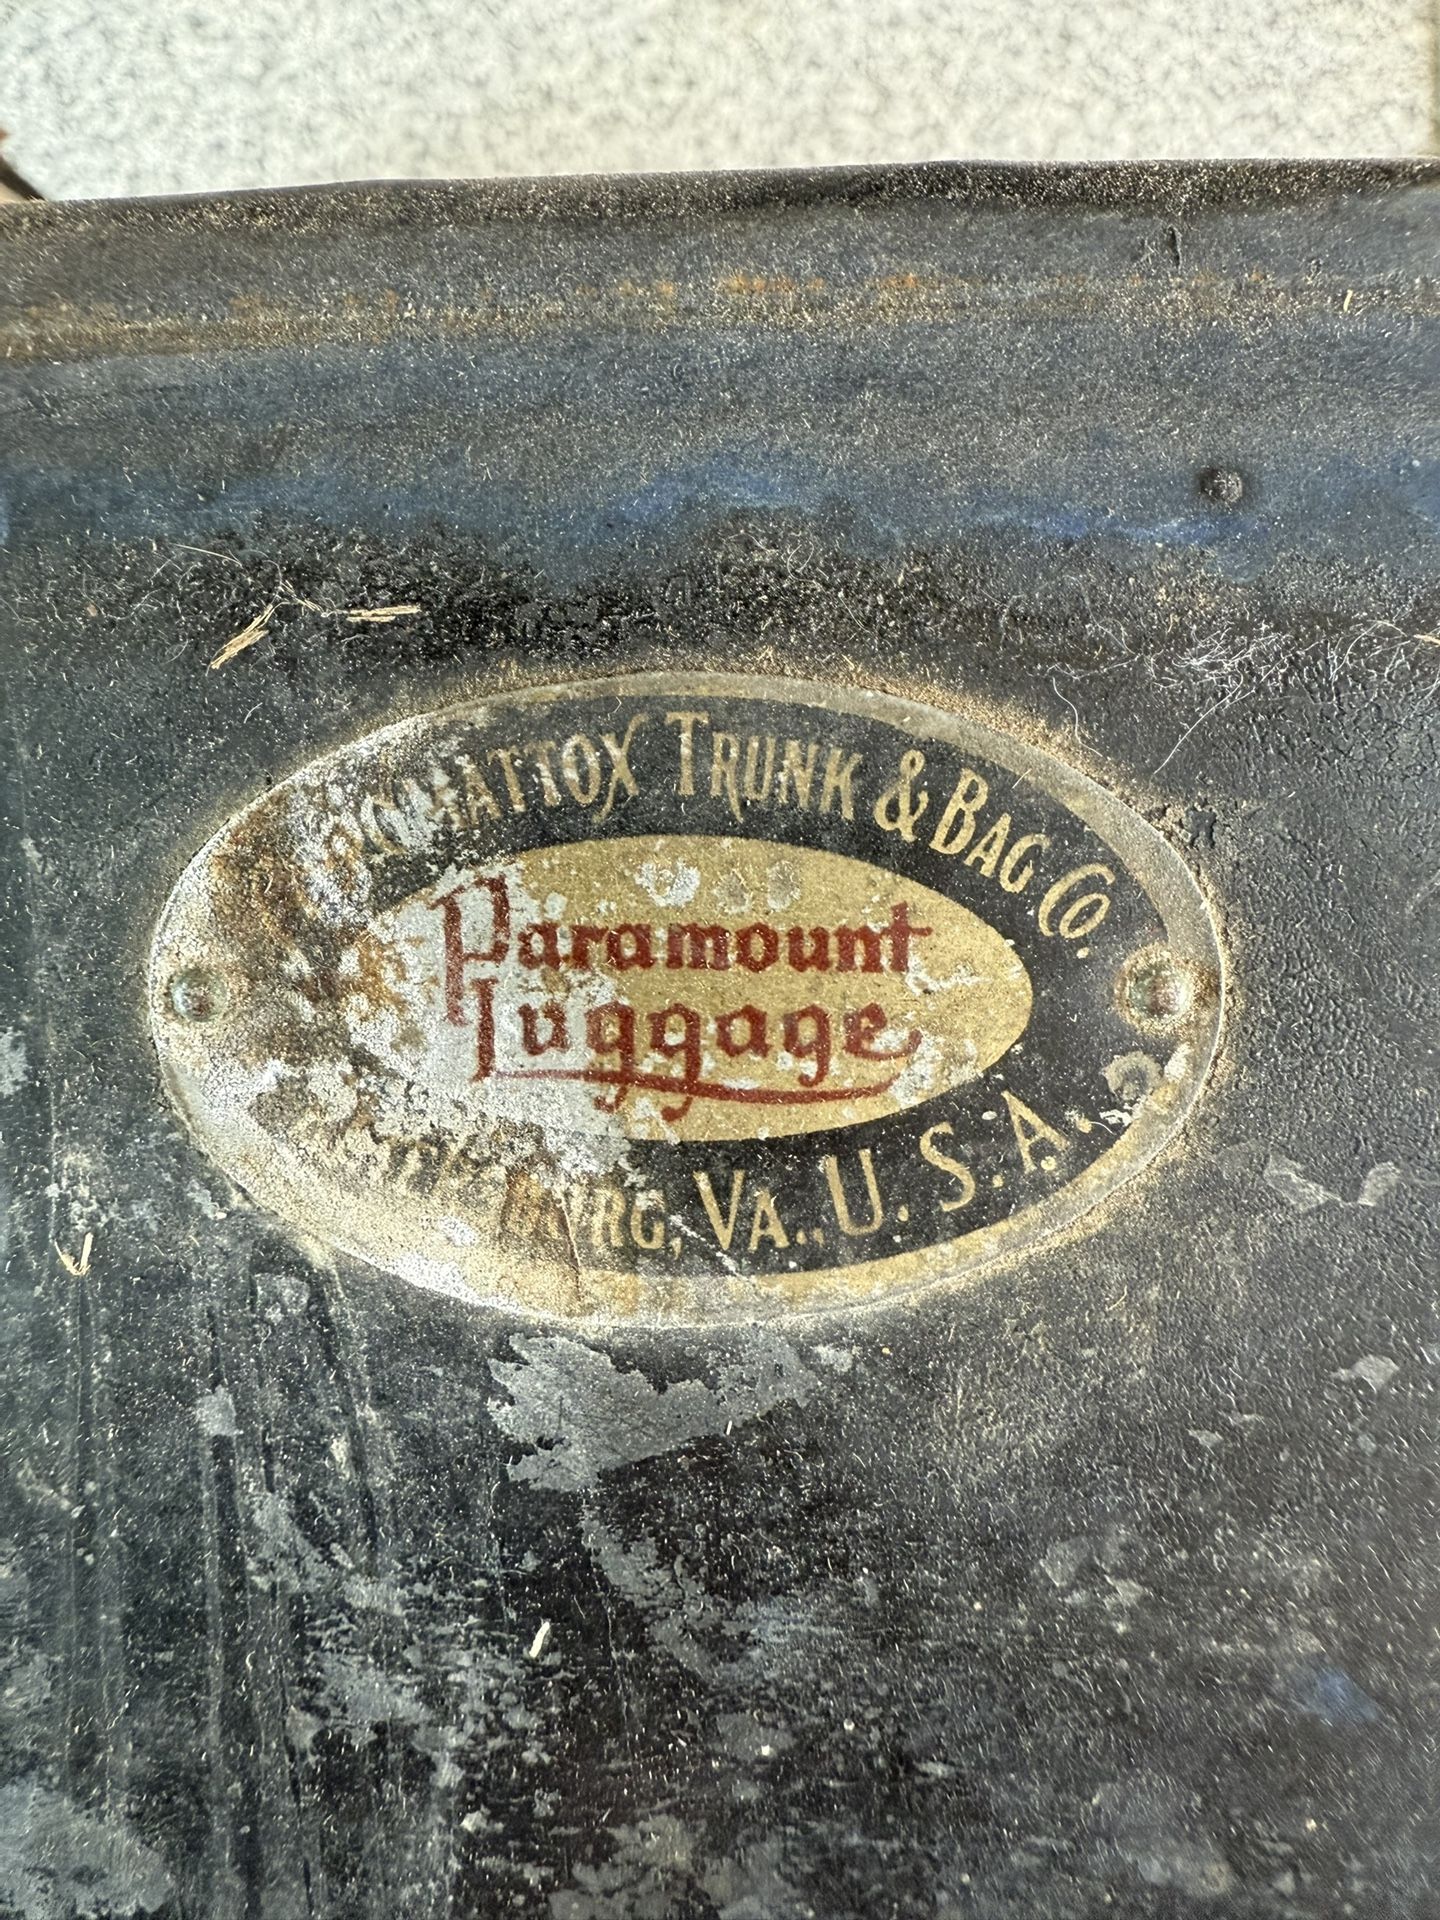 TRUNK & BAG CO.
Paramount
Luggage
VA., U. S. A.